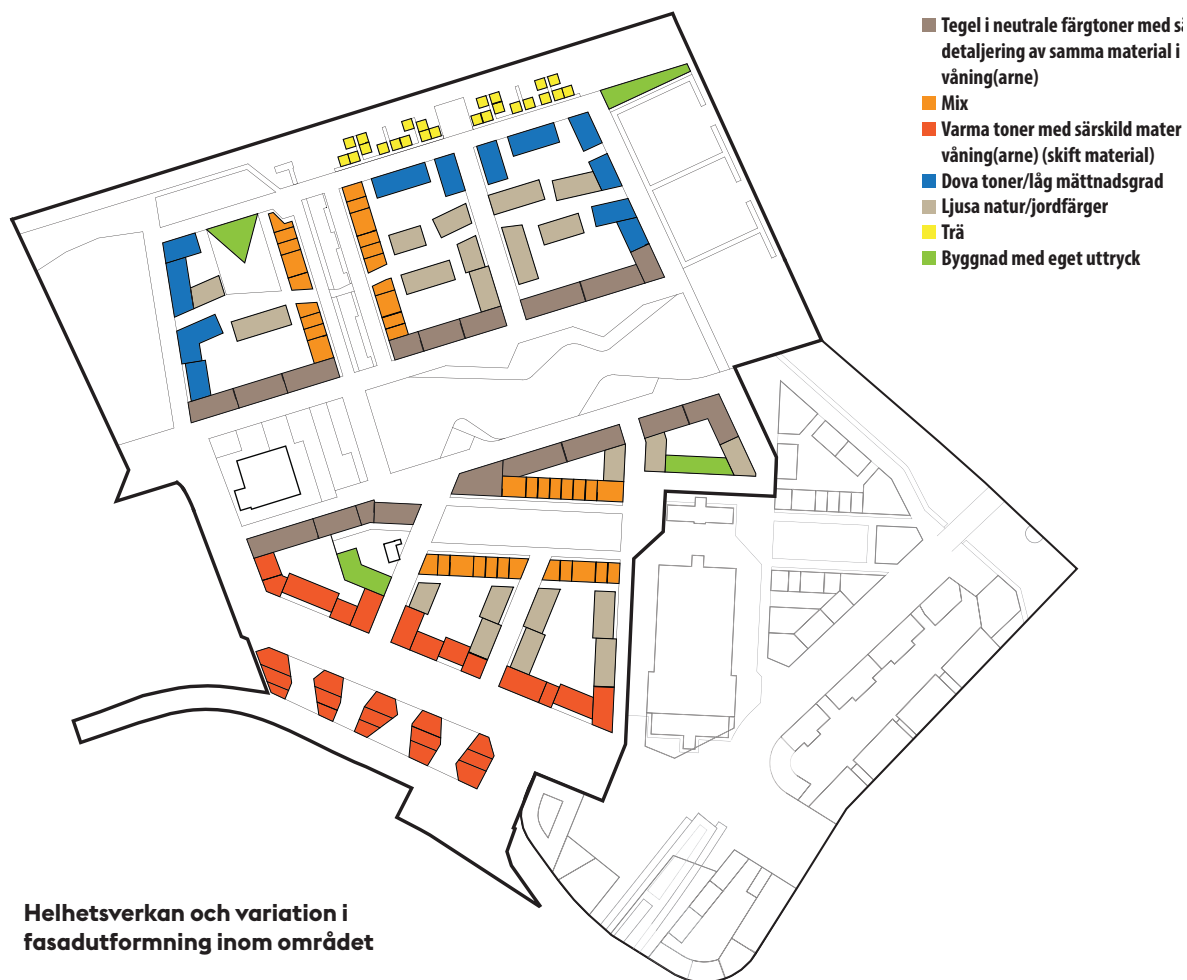 Tegel i neutrale färgtoner med
detaljering av samma material i
våning(arne)
Mix
Varma toner med särskild mater
våning(arne) (skift material)
Dova toner/låg mättnadsgrad
Ljusa natur/jordfärger
Trä
Byggnad med eget uttryck
Helhetsverkan och variation i
fasadutformning inom området